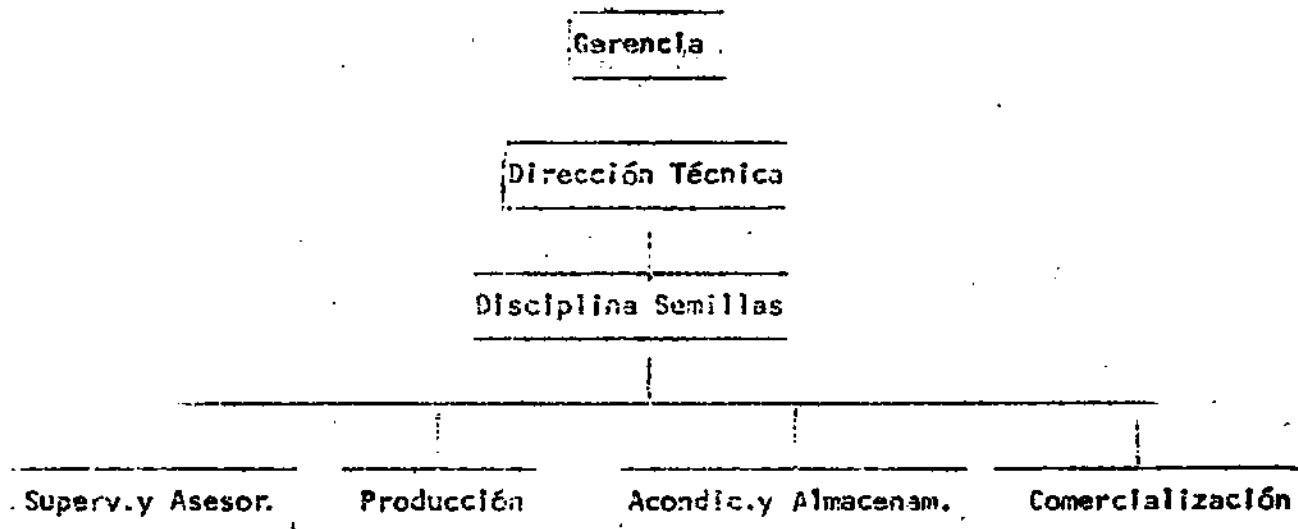 Gerencia
Dirección Técnica
Disciplina Semillas
Superv.y Asesor. Producción Acondic.y Almacenam. Comercialización